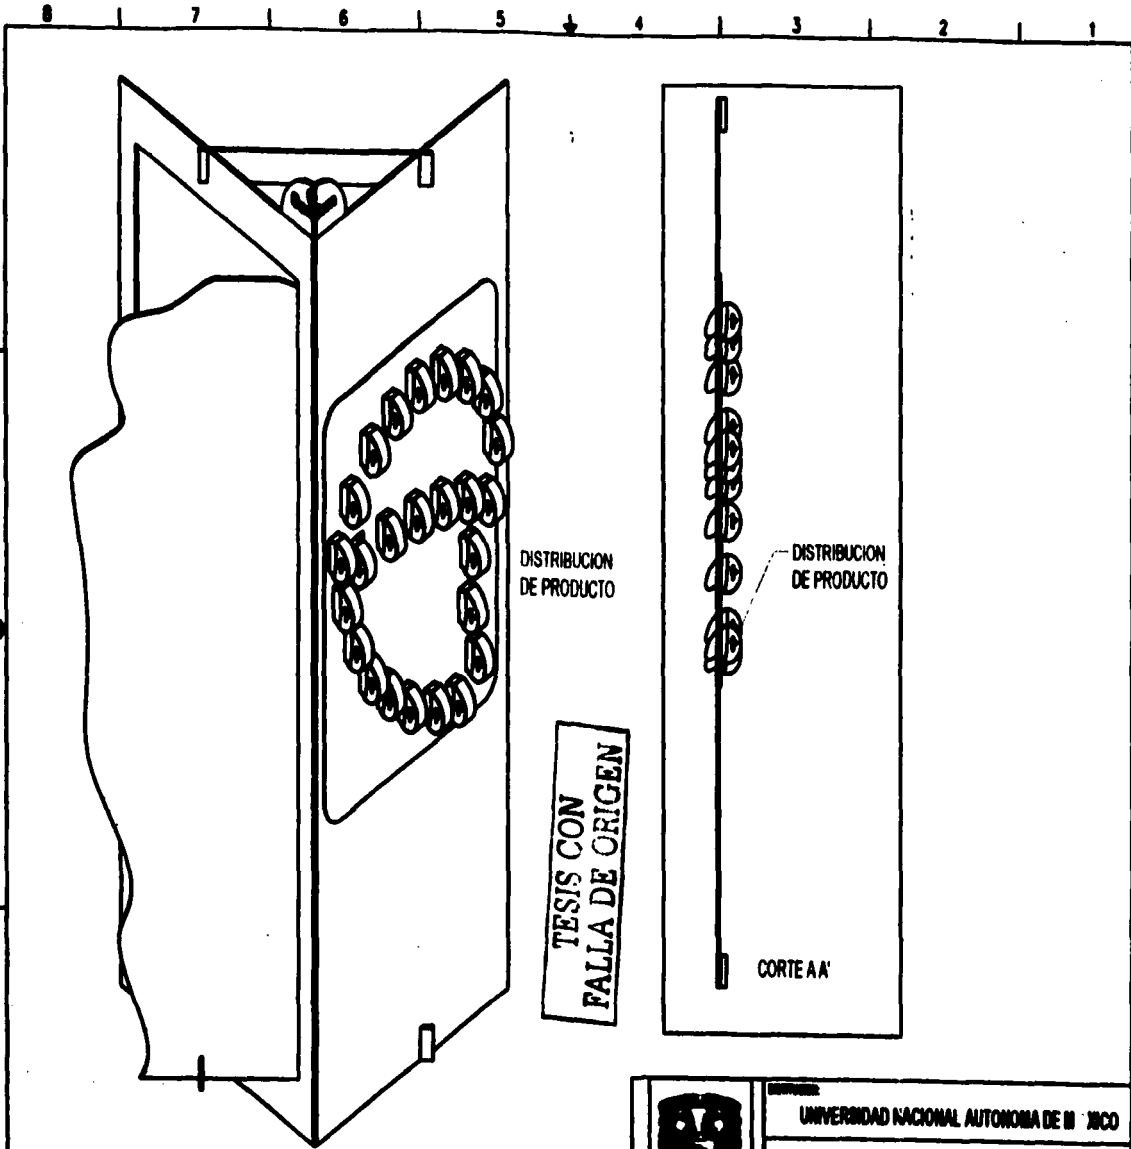 8 7 6 5 4 3 2 1
DISTRIBUCION
DE PRODUCTO
DISTRIBUCION
DE PRODUCTO
TESIS CON
FALLA DE ORIGEN
CORTE A A'
UNIVERSIDAD NACIONAL AUTONOMA DE M XICO